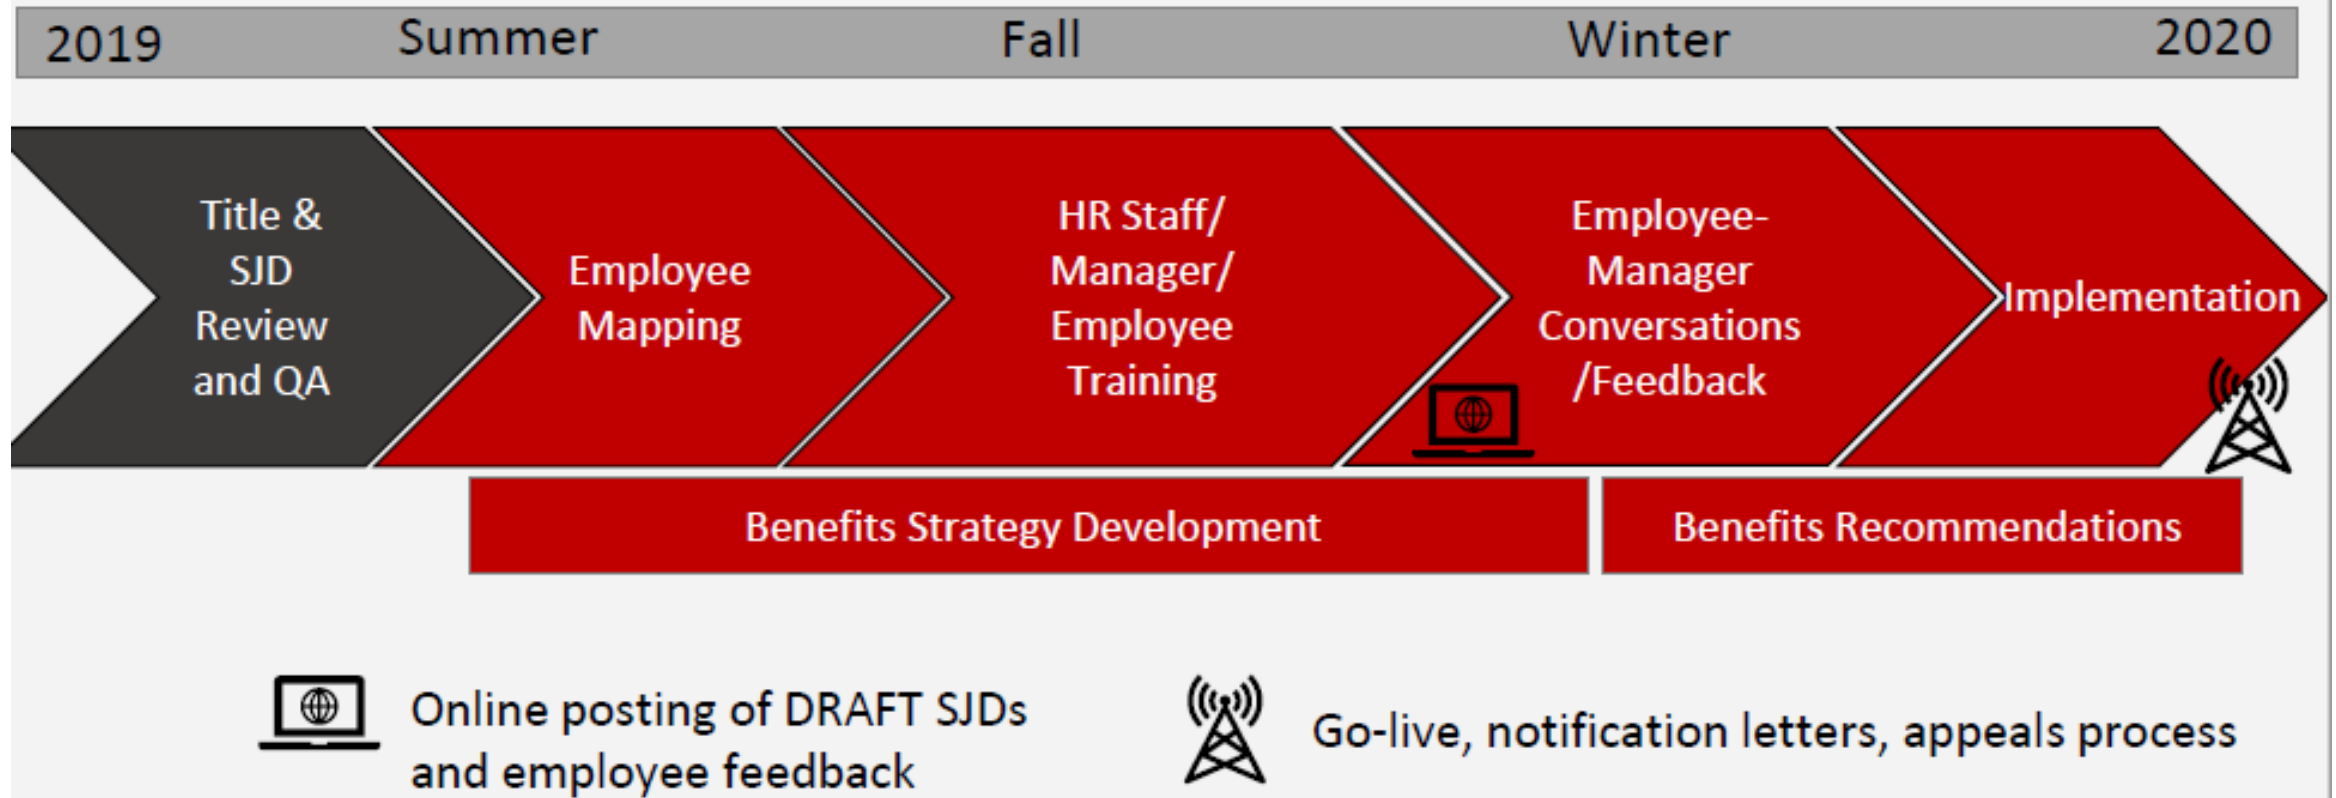 2019 Summer Fall Winter 2020
Title &
SJD
Review
and QA
Employee
Mapping
HR Staff/
Manager/
Employee
Training
Employee-
Manager
Conversations
/Feedback
Implementation
Benefits Strategy Development
Benefits Recommendations
Online posting of DRAFT SJDs
and employee feedback
Go-live, notification letters, appeals process